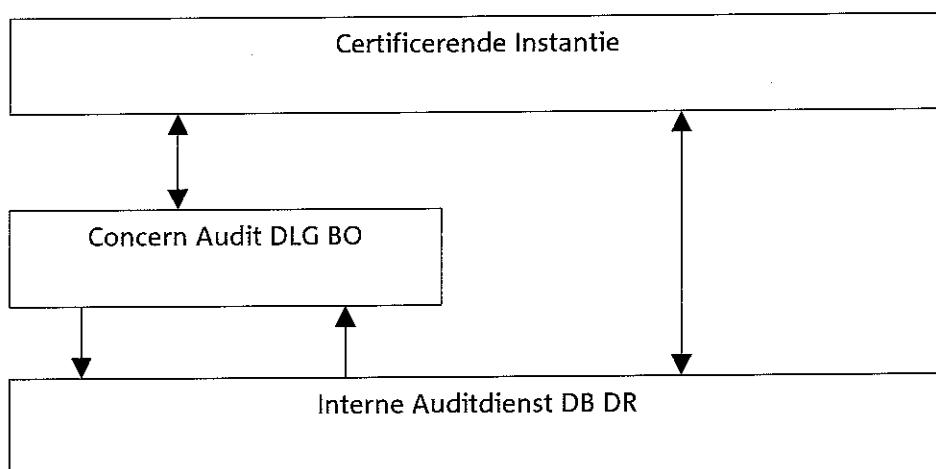 Certificerende Instantie
Concern Audit DLG BO
Interne Auditdienst DB DR